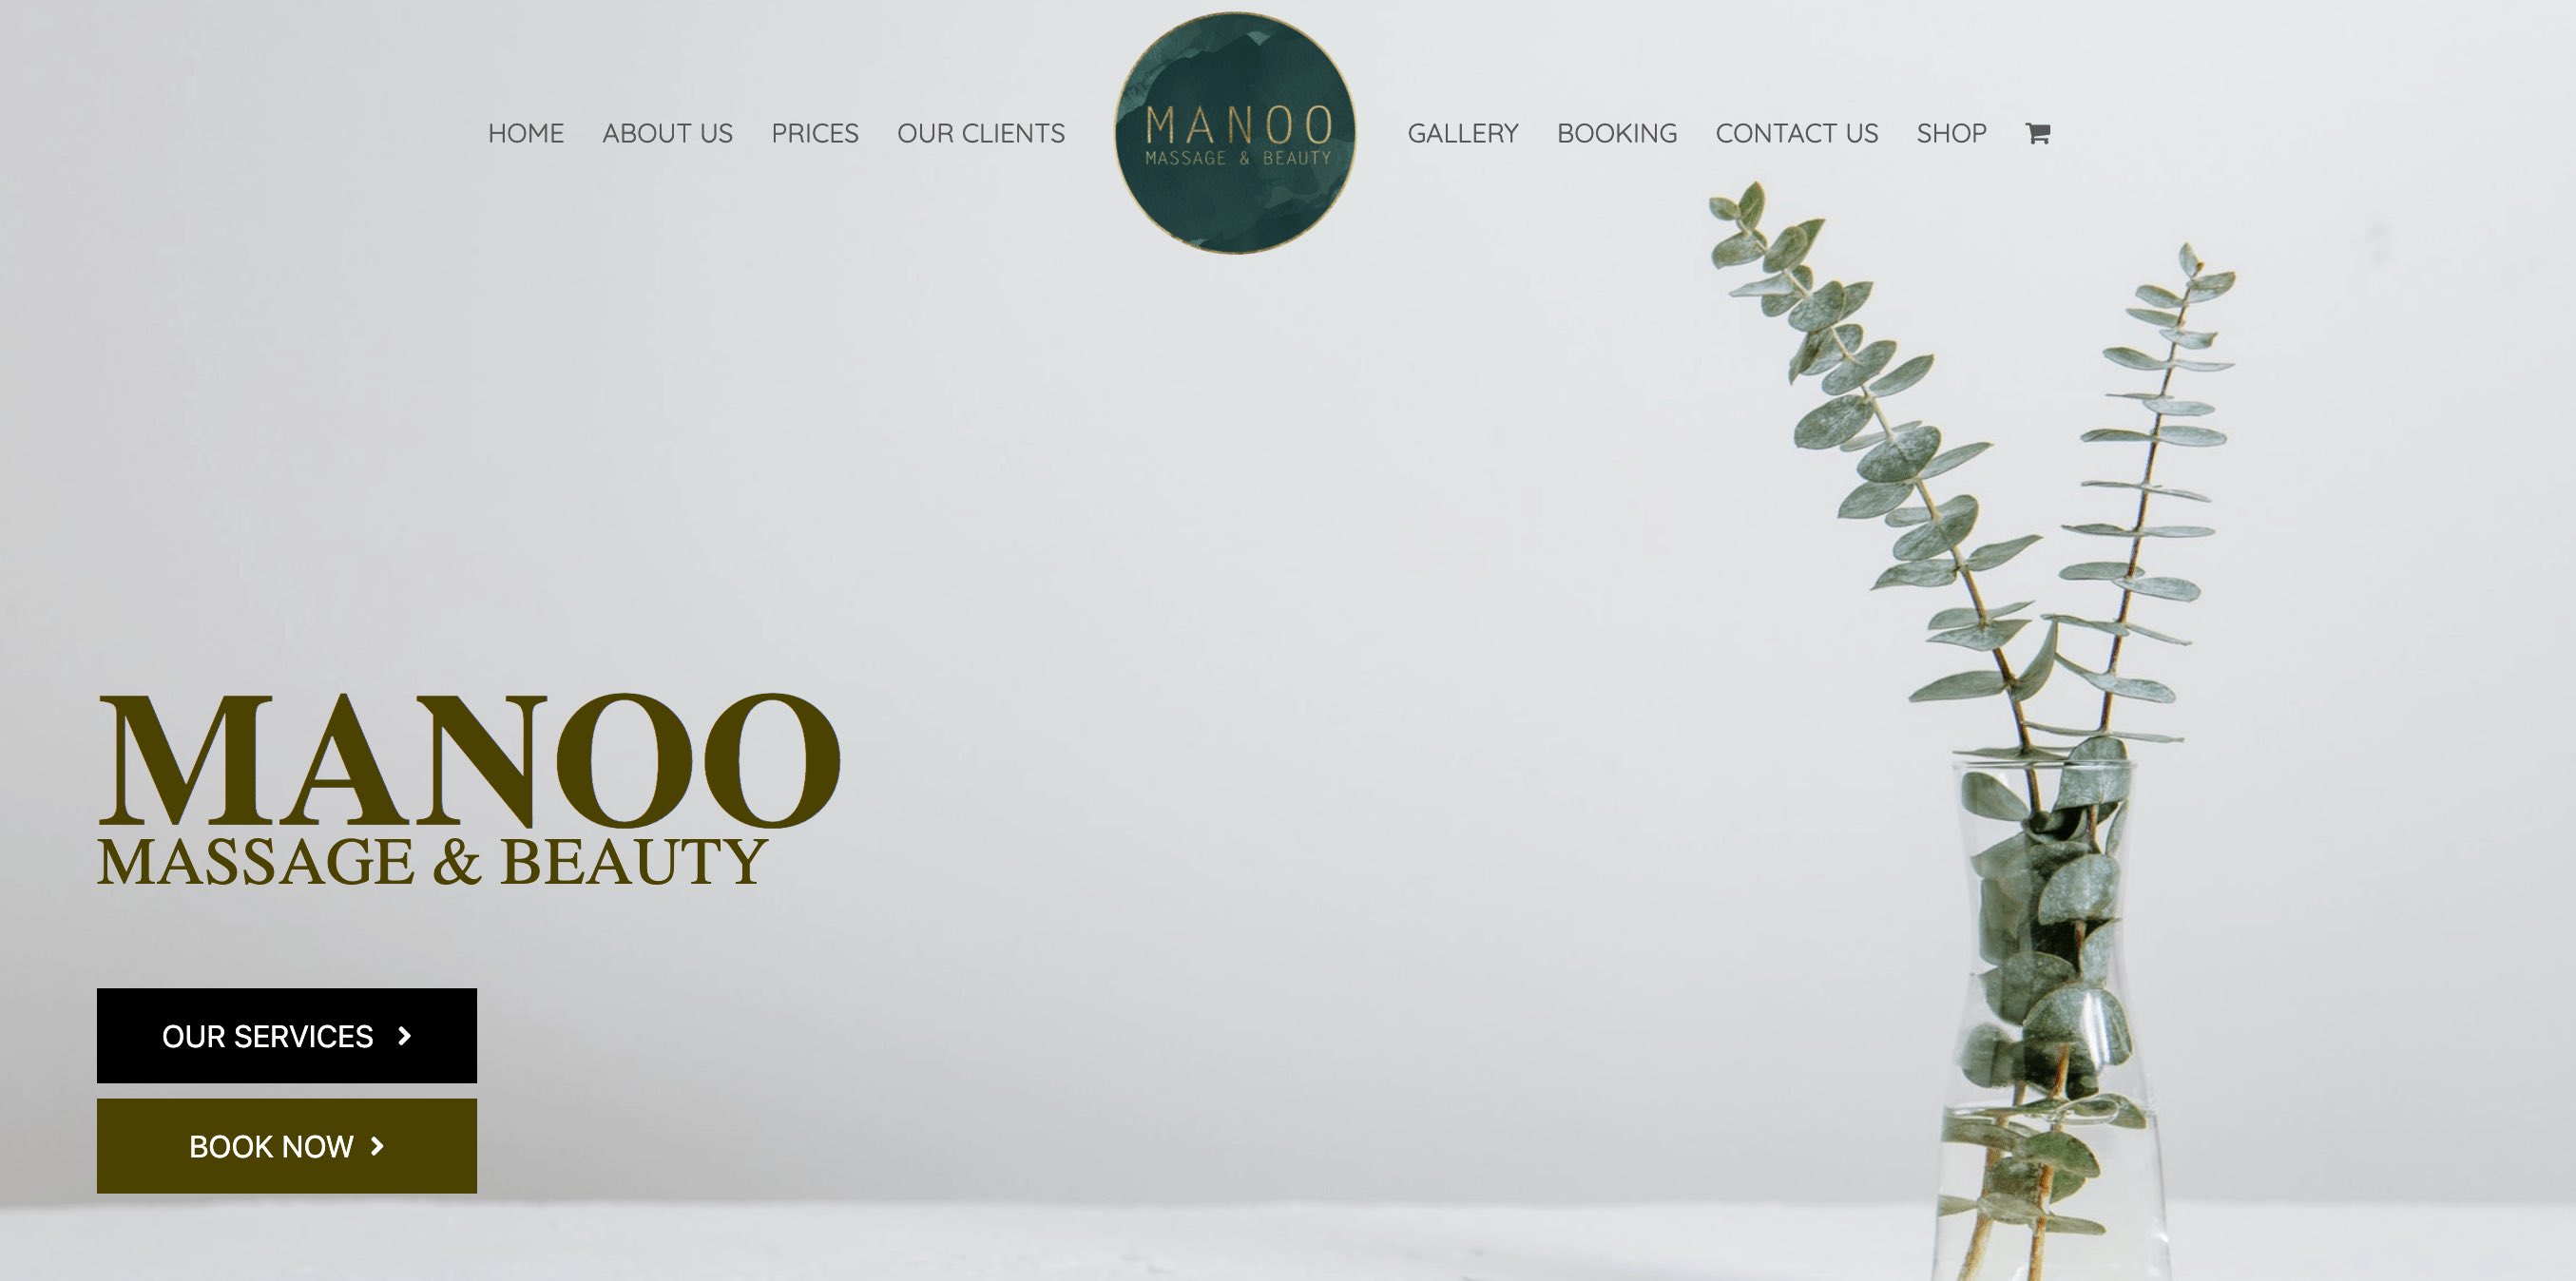 HOME ABOUT US PRICES OUR CLIENTS
MANOO
MASSAGE & BEAUTY
GALLERY BOOKING CONTACT US SHOP
MANOO
MASSAGE & BEAUTY
OUR SERVICES
BOOK NOW